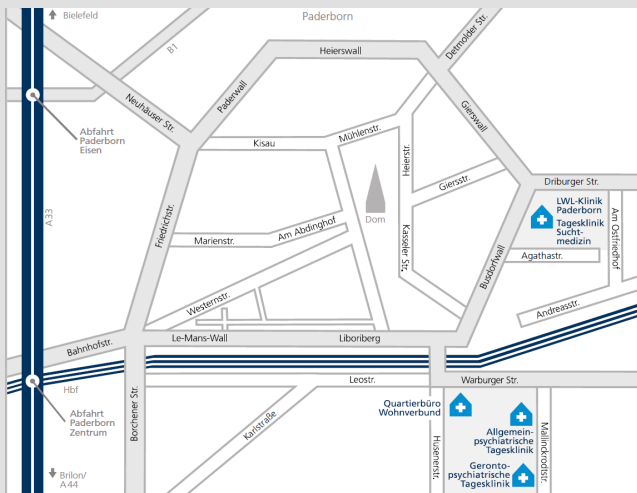 Bielefeld
Paderborn
B1
Heierswall
Detmolder Str.
Neuhäuser Str.
Paderwall
Gierswall
Abfahrt
Paderborn
Eisen
Kisau
Mühlenstr.
Heierstr.
Giersstr.
Driburger Str.
LWL-Klinik
Paderborn
Tagesklinik
Sucht-
medizin
Am Ostfriedhof
A33
Friedrichstr.
Dom
Marienstr.
Am Abdinghof
Kasseler Str.
Busdorfwall
Agathastr.
Westernstr.
Andreasstr.
Bahnhofstr.
Le-Mans-Wall
Liboriberg
Hbf
Leostr.
Warburger Str.
Abfahrt
Paderborn
Zentrum
Borchener Str.
Karlstraße
Quartierbüro
Wohnverbund
Husenerstr.
Allgemein-
psychiatrische
Tagesklinik
Mallinckrodtstr.
Geronto-
psychiatrische
Tagesklinik
Brilon/
A44